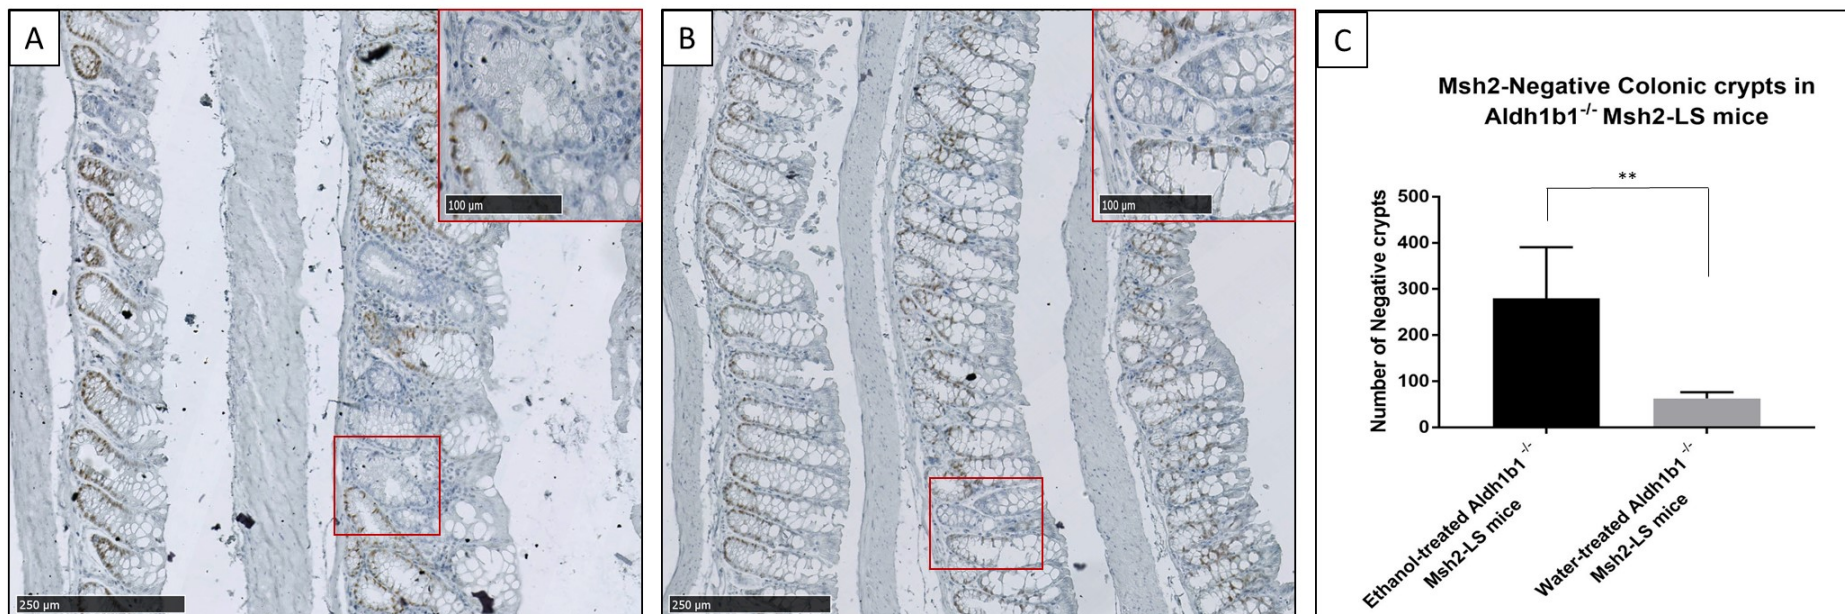 A
100 µm
250 µm
B
100 µm
250 µm
C
Msh2-Negative Colonic crypts in
Aldh1b1-/- Msh2-LS mice
**
Number of Negative crypts
500
400
300
200
100
0
Ethanol-treated Aldh1b1-/-
Msh2-LS mice
Water-treated Aldh1b1-/-
Msh2-LS mice